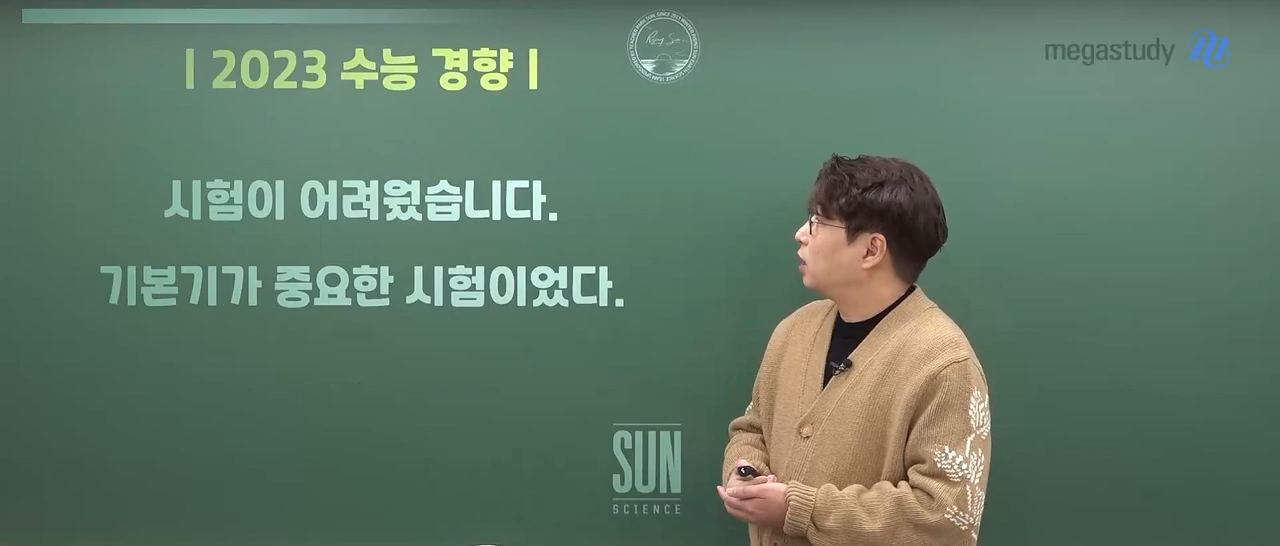 | 2023 수능 경향 |
megastudy
시험이 어려웠습니다.
기본기가 중요한 시험이었다.
SUN
SCIENCE